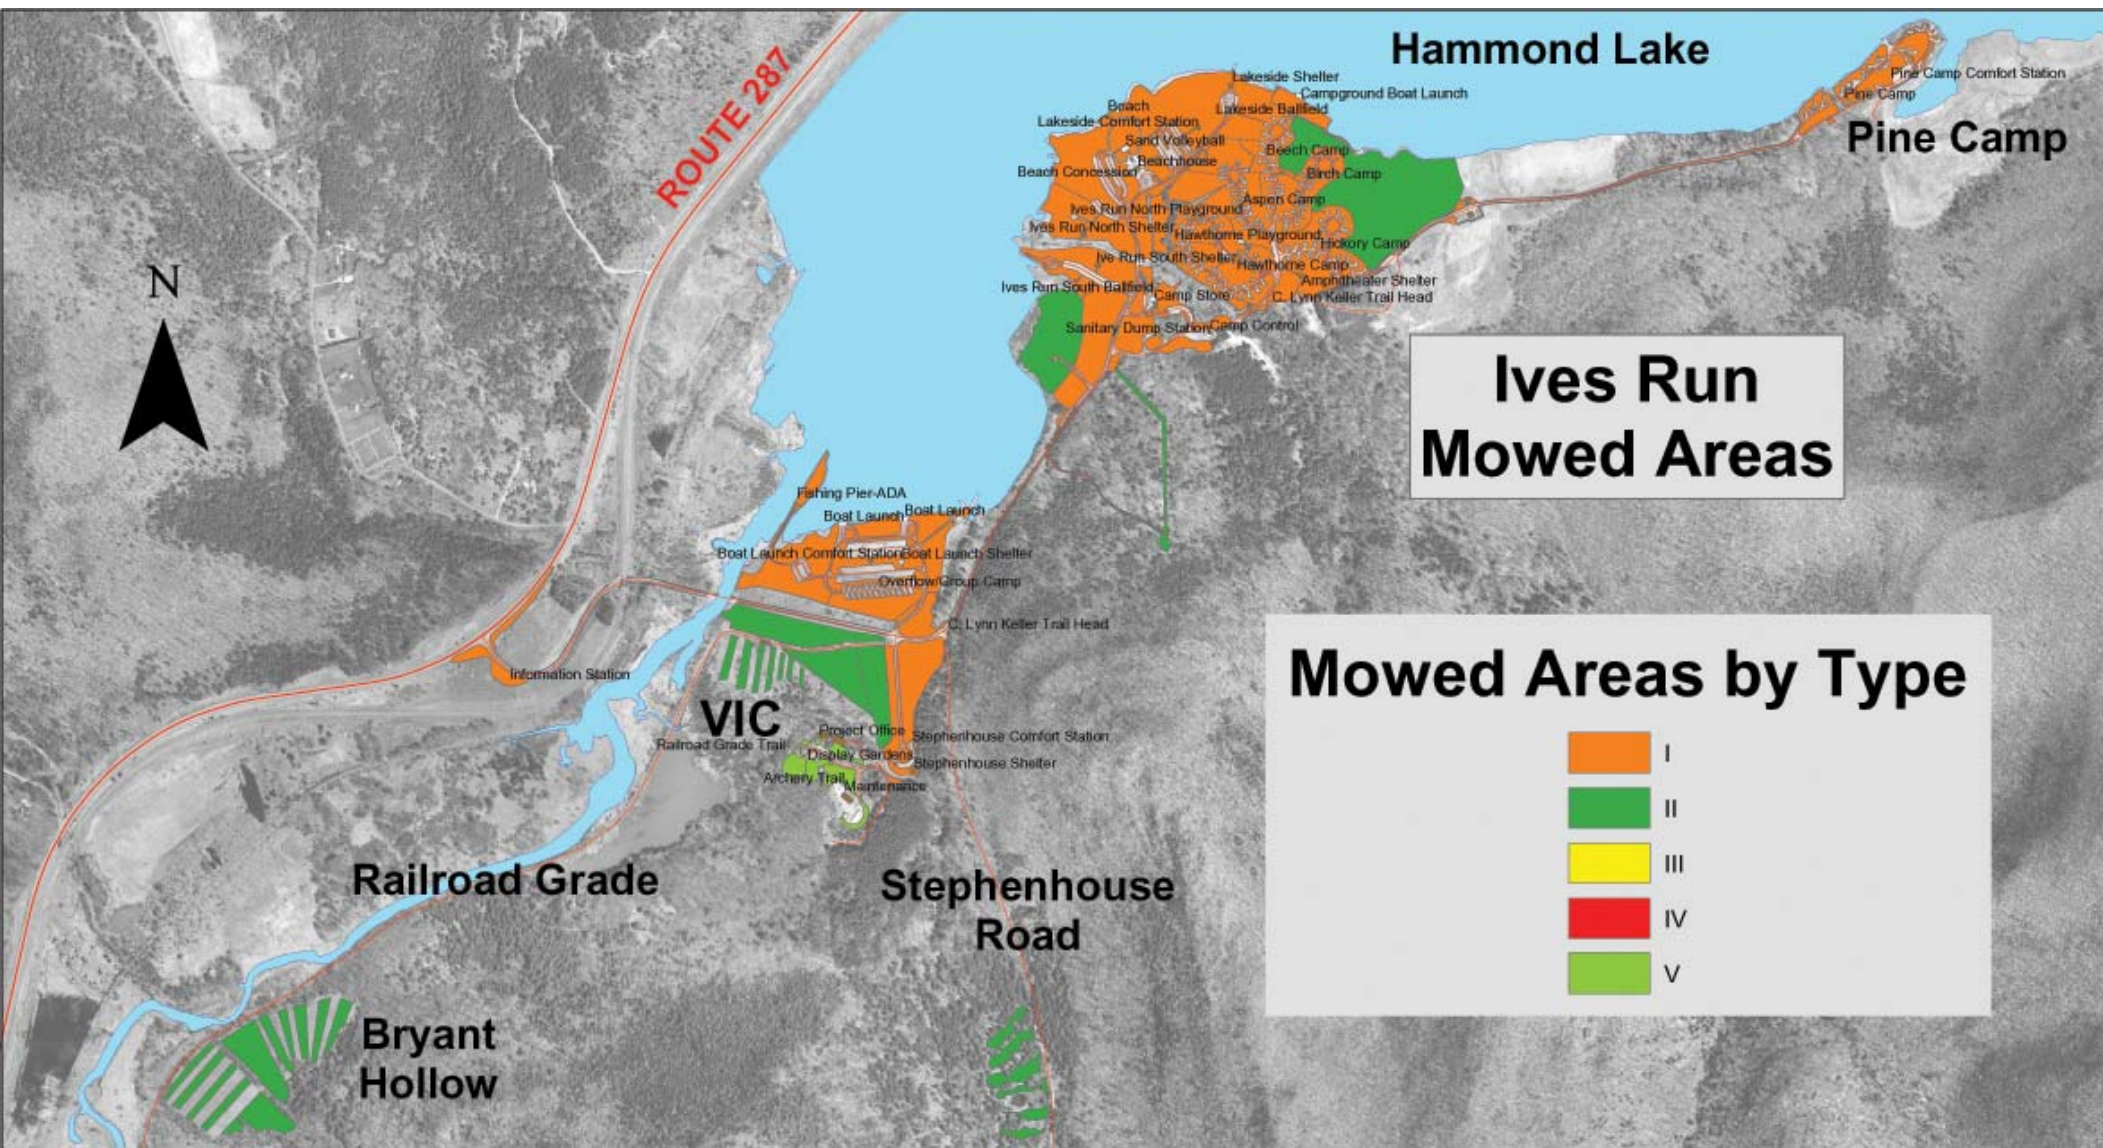 Hammond Lake
ROUTE 287
Lakeside Shelter
Campground Boat Launch
Beach
Lakeside Ballfield
Lakeside Comfort Station
Sand Volleyball
Beachhouse
Beach Concession
Beech Camp
Birch Camp
Aspen Camp
Ives Run North Playground
Ives Run North Shelter
Hawthorne Playground
Hickory Camp
Ive Run South Shelter
Hawthorne Camp
Amphitheater Shelter
Ives Run South Ballfield
Camp Store
C. Lynn Keller Trail Head
Sanitary Dump Station
Camp Control
Pine Camp Comfort Station
Pine Camp
Pine Camp
N
Ives Run
Mowed Areas
Fishing Pier-ADA
Boat Launch
Boat Launch
Boat Launch Comfort Station
Boat Launch Shelter
Overflow/Group Camp
C. Lynn Keller Trail Head
Information Station
VIC
Project Office
Stephenhouse Comfort Station
Railroad Grade Trail
Display Gardens
Stephenhouse Shelter
Archery Trail
Maintenance
Mowed Areas by Type
I
II
III
IV
V
Railroad Grade
Stephenhouse
Road
Bryant
Hollow